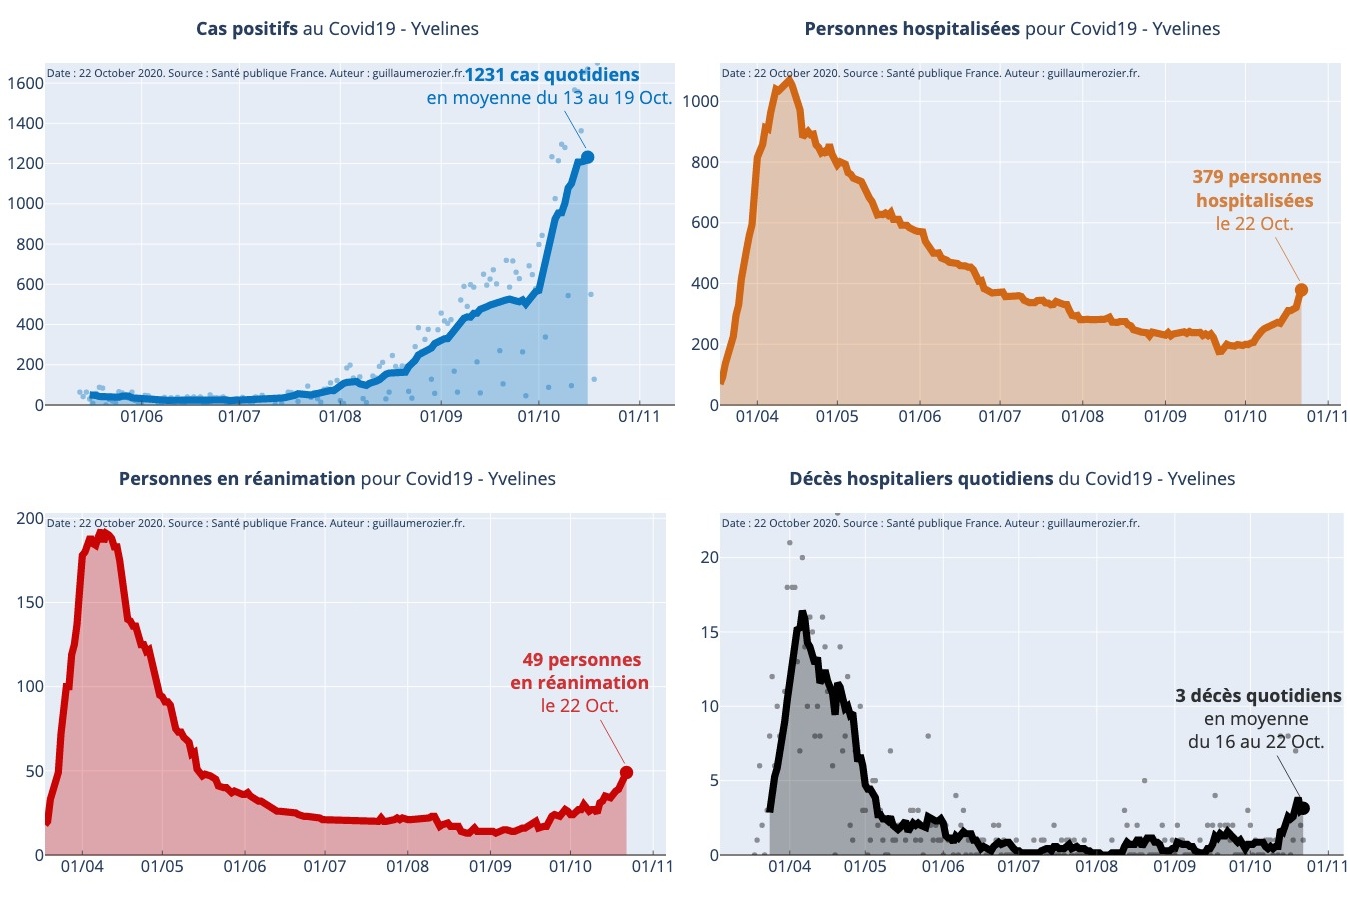 Cas positifs au Covid19 - Yvelines
Date : 22 October 2020. Source : Santé publique France. Auteur : guillaumerozier.fr.
1231 cas quotidiens
en moyenne du 13 au 19 Oct.
1600
1400
1200
1000
800
600
400
200
0
01/06
01/07
01/08
01/09
01/10
01/11
Personnes hospitalisées pour Covid19 - Yvelines
Date : 22 October 2020. Source : Santé publique France. Auteur : guillaumerozier.fr.
1000
800
600
400
200
0
379 personnes
hospitalisées
le 22 Oct.
01/04
01/05
01/06
01/07
01/08
01/09
01/10
01/11
Personnes en réanimation pour Covid19 - Yvelines
Date : 22 October 2020. Source : Santé publique France. Auteur : guillaumerozier.fr.
200
150
100
50
0
49 personnes
en réanimation
le 22 Oct.
01/04
01/05
01/06
01/07
01/08
01/09
01/10
01/11
Décès hospitaliers quotidiens du Covid19 - Yvelines
Date : 22 October 2020. Source : Santé publique France. Auteur : guillaumerozier.fr.
20
15
10
5
0
3 décès quotidiens
en moyenne
du 16 au 22 Oct.
01/04
01/05
01/06
01/07
01/08
01/09
01/10
01/11